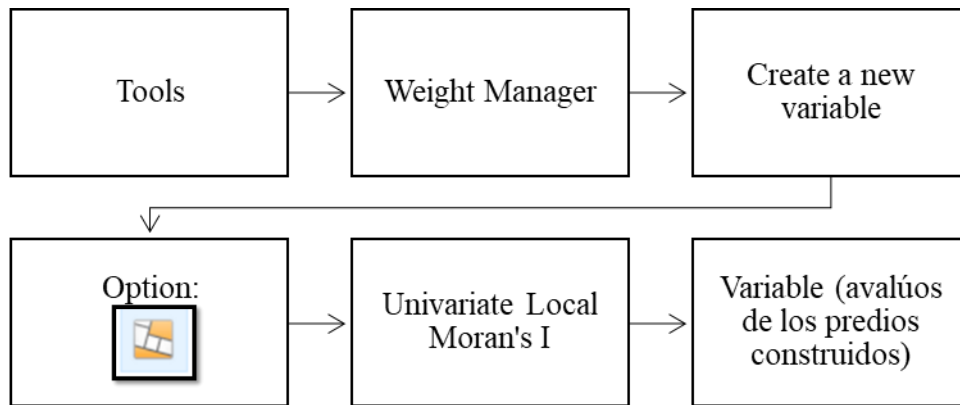 Tools
Weight Manager
Create a new
variable
Option:
Univariate Local
Moran's I
Variable (avalúos
de los predios
construidos)